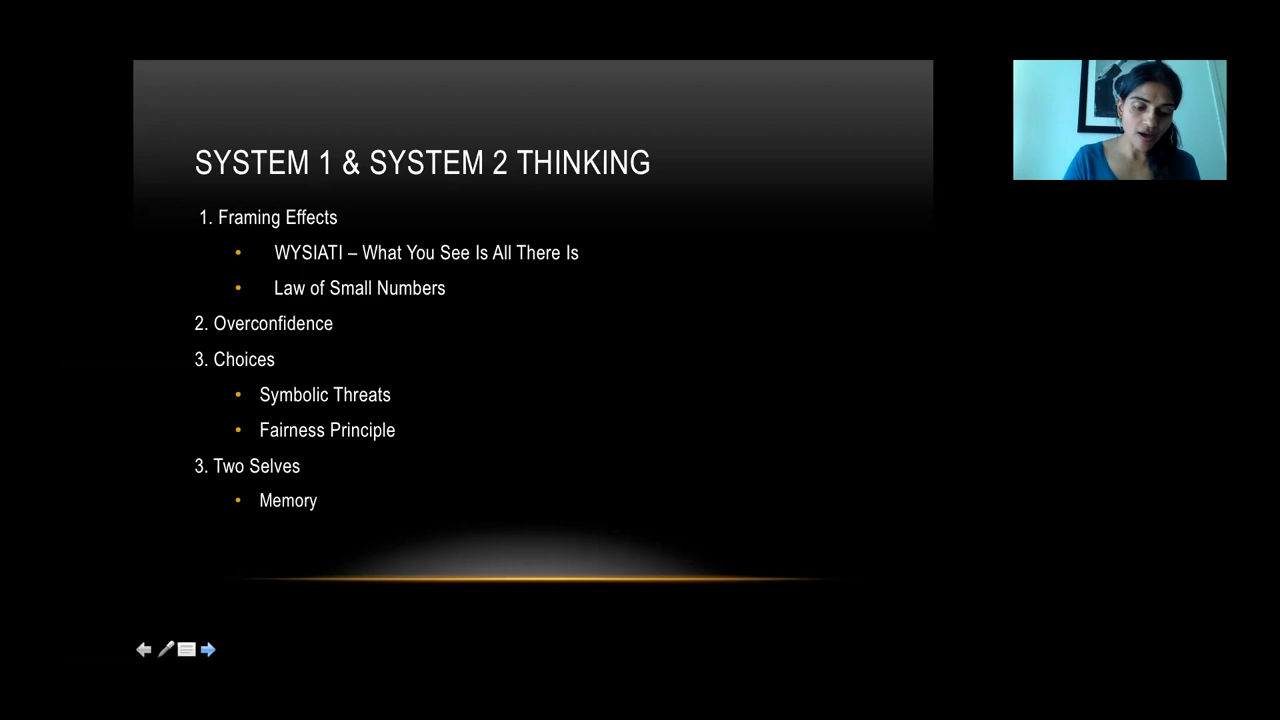 SYSTEM 1 & SYSTEM 2 THINKING
1. Framing Effects
• WYSIATI – What You See Is All There Is
• Law of Small Numbers
2. Overconfidence
3. Choices
• Symbolic Threats
• Fairness Principle
3. Two Selves
• Memory